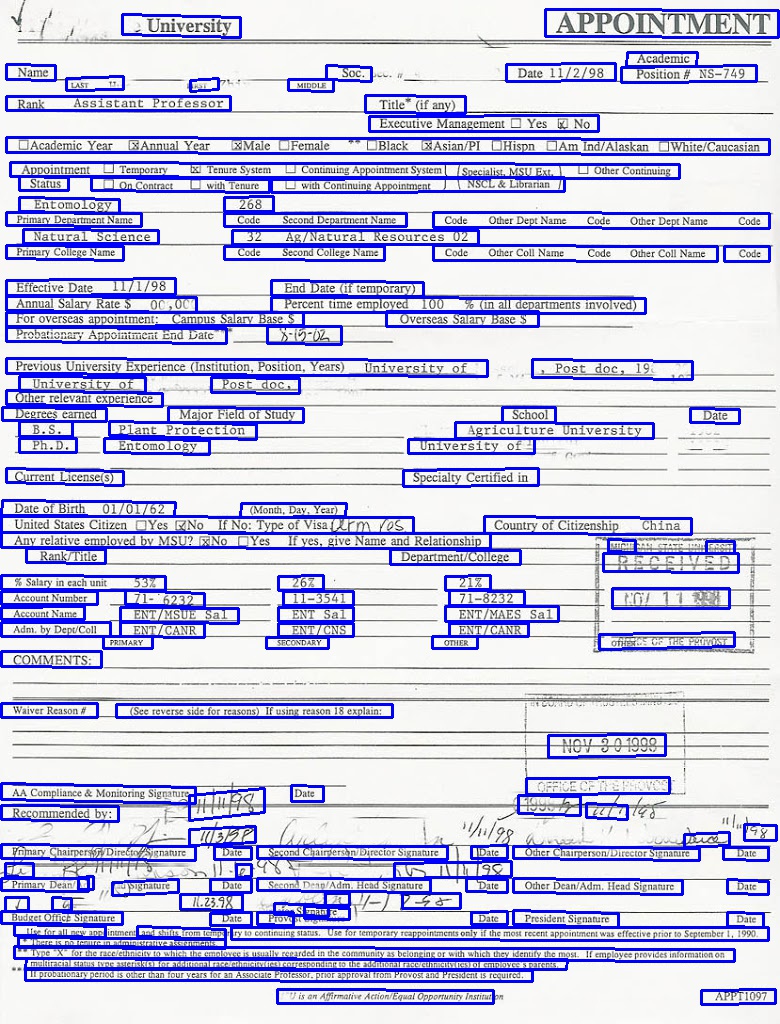 University APPOINTMENT
Academic
Name Soc. Date 11/2/98 Position # NS-749
LAST MIDDLE
Rank Assistant Professor Title* (if any)
Executive Management ☐ Yes ☒ No
☐Academic Year ☒Annual Year ☒Male ☐Female ** ☐Black ☒Asian/PI ☐Hispn ☐Am Ind/Alaskan ☐White/Caucasian
Appointment ☐ Temporary ☒ Tenure System ☐ Continuing Appointment System (Specialist, MSU Ext. ☐ Other Continuing
Status ☐ On Contract ☐ with Tenure ☐ with Continuing Appointment NSCL & Librarian)
Entomology 268
Primary Department Name Code Second Department Name Code Other Dept Name Code Other Dept Name Code
Natural Science 32 Ag/Natural Resources 02
Primary College Name Code Second College Name Code Other Coll Name Code Other Coll Name Code
Effective Date 11/1/98 End Date (if temporary)
Annual Salary Rate $ Percent time employed 100 % (in all departments involved)
For overseas appointment: Campus Salary Base $ Overseas Salary Base $
Probationary Appointment End Date*** 8-15-02
Previous University Experience (Institution, Position, Years) University of , Post doc, 19
University of Post doc,
Other relevant experience
Degrees earned Major Field of Study School Date
B.S. Plant Protection Agriculture University
Ph.D. Entomology University of
Current License(s) Specialty Certified in
Date of Birth 01/01/62 (Month, Day, Year)
United States Citizen ☐Yes ☒No If No: Type of Visa Perm res Country of Citizenship China
Any relative employed by MSU? ☒No ☐Yes If yes, give Name and Relationship
Rank/Title Department/College
MICHIGAN STATE UNIVERSITY
RECEIVED
% Salary in each unit 53% 26% 21%
Account Number 71- 6232 11-3541 71-8232
NOV 11
Account Name ENT/MSUE Sal ENT Sal ENT/MAES Sal
Adm. by Dept/Coll ENT/CANR ENT/CNS ENT/CANR
PRIMARY SECONDARY OTHER
OFFICE OF THE PROVOST
COMMENTS:
Waiver Reason # (See reverse side for reasons) If using reason 18 explain:
NOV 30 1998
OFFICE OF THE PROVOST
AA Compliance & Monitoring Signature 11/11/98 Date
Recommended by:
11/3/98 11/11/98
Primary Chairperson/Director Signature Date Second Chairperson/Director Signature Date Other Chairperson/Director Signature Date
Primary Dean/ Signature Date Second Dean/Adm. Head Signature Date Other Dean/Adm. Head Signature Date
11.23.98
Budget Office Signature Date Provost Signature Date President Signature Date
* Use for all new appointments and shifts from temporary to continuing status. Use for temporary reappointments only if the most recent appointment was effective prior to September 1, 1990.
* There is no tenure in administrative assignments.
** Type "X" for the race/ethnicity to which the employee is usually regarded in the community as belonging or with which they identify the most. If employee provides information on
multiracial status type asterisk(s) for additional race/ethnicity(ies) corresponding to the additional race/ethnicity(ies) of employee's parents.
*** If probationary period is other than four years for an Associate Professor, prior approval from Provost and President is required.
U is an Affirmative Action/Equal Opportunity Institution APPT1097